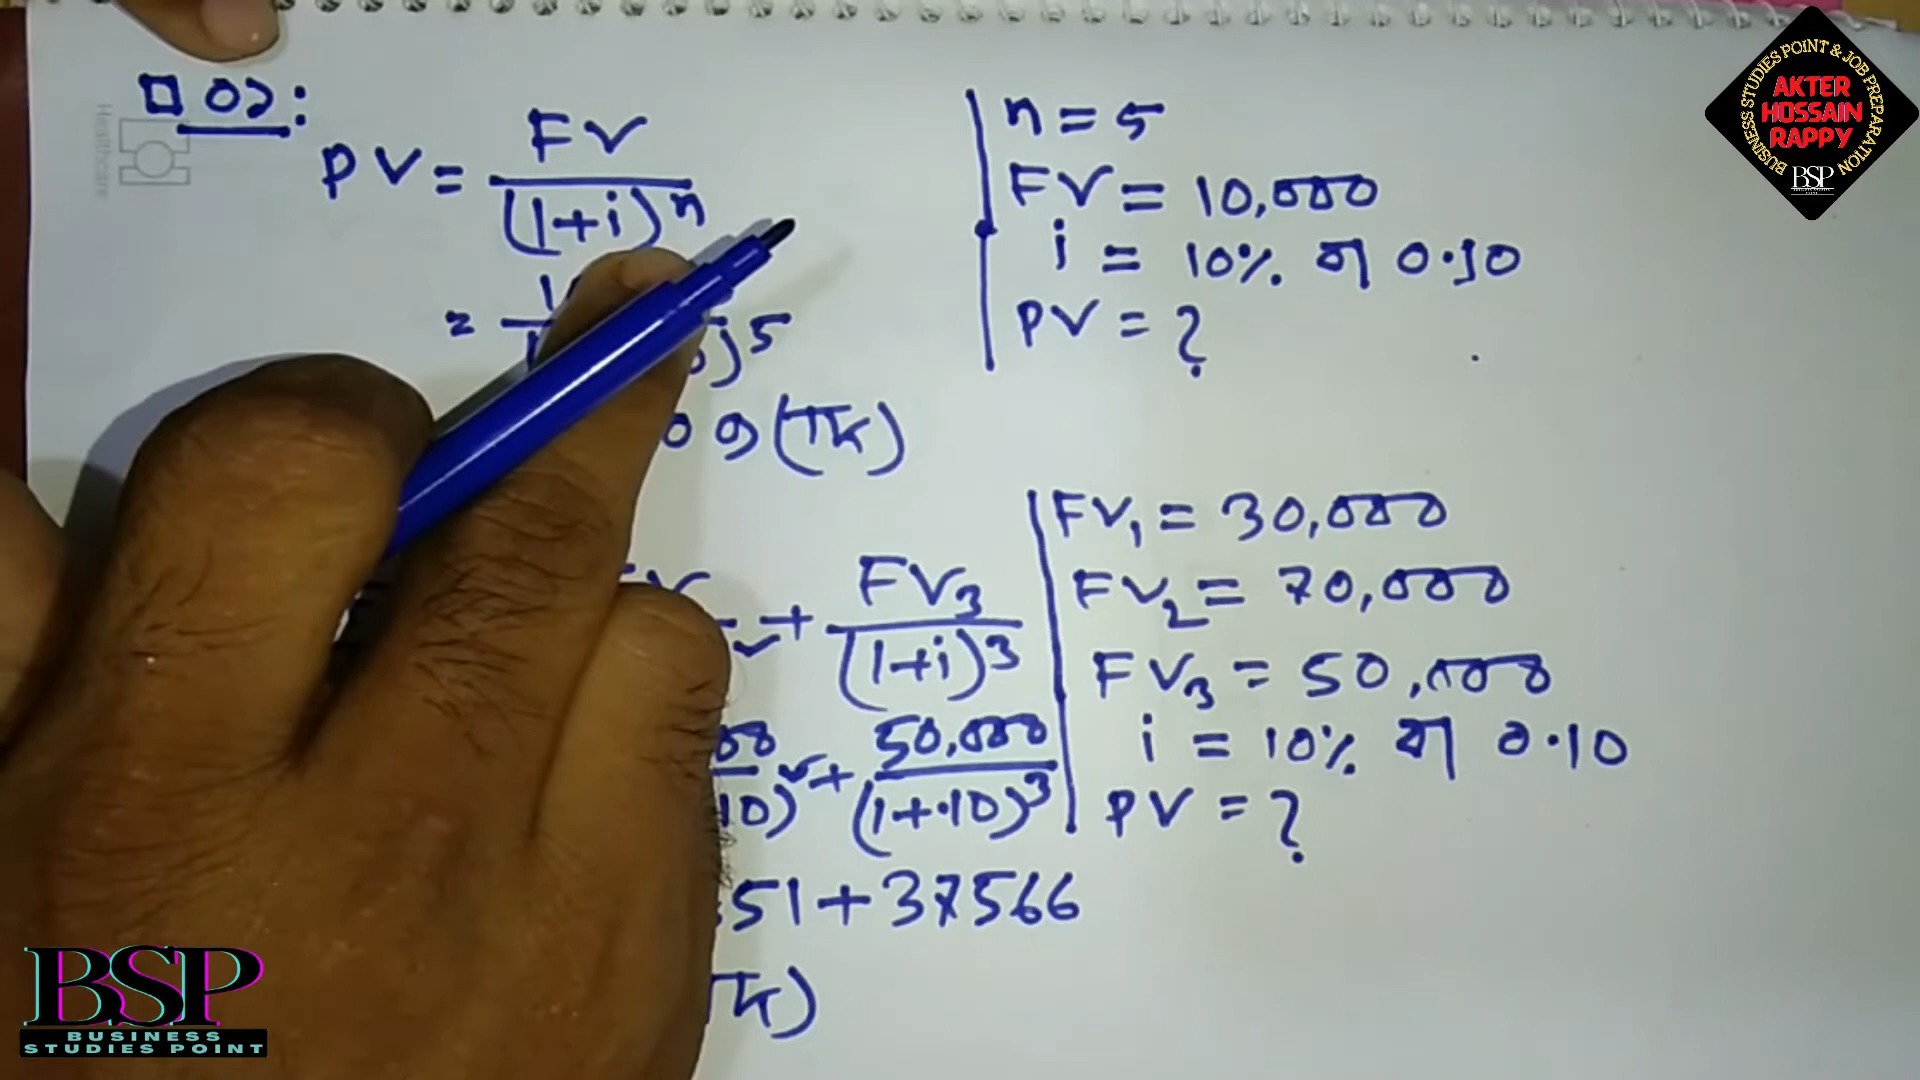 ০১:
PV = FV / (1+i)^n
n = 5
FV = 10,000
i = 10% বা 0.10
PV = ?
(Tk)
FV₁ = 30,000
FV₂ = 70,000
FV₃ = 50,000
i = 10% বা 0.10
PV = ?
+ FV₃ / (1+i)³
+ 50,000 / (1+.10)³
51 + 37566
Healthcare
BUSINESS STUDIES POINT & JOB PREPARATION
AKTER
HOSSAIN
RAPPY
BSP
BSP
BUSINESS
STUDIES POINT